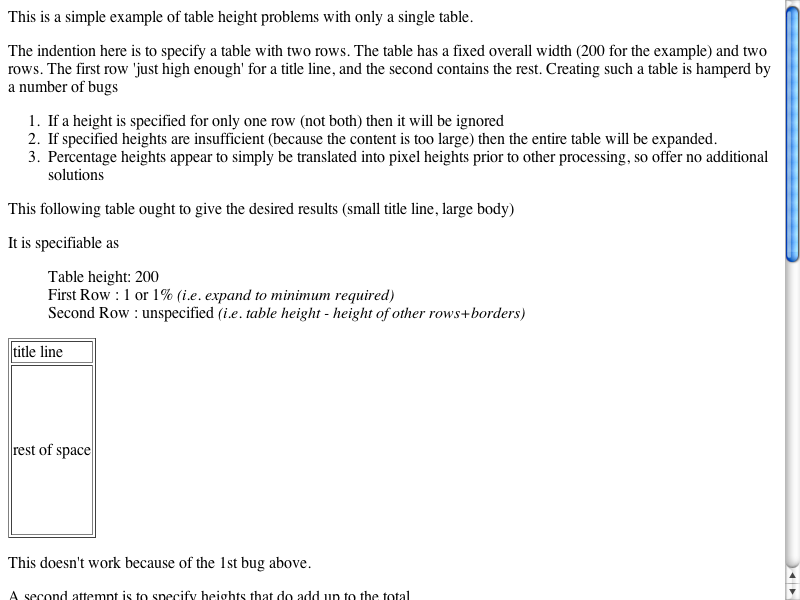 This is a simple example of table height problems with only a single table.
The indention here is to specify a table with two rows. The table has a fixed overall width (200 for the example) and two
rows. The first row 'just high enough' for a title line, and the second contains the rest. Creating such a table is hamperd by
a number of bugs
1. If a height is specified for only one row (not both) then it will be ignored
2. If specified heights are insufficient (because the content is too large) then the entire table will be expanded.
3. Percentage heights appear to simply be translated into pixel heights prior to other processing, so offer no additional
solutions
This following table ought to give the desired results (small title line, large body)
It is specifiable as
Table height: 200
First Row : 1 or 1% (i.e. expand to minimum required)
Second Row : unspecified (i.e. table height - height of other rows+borders)
title line
rest of space
This doesn't work because of the 1st bug above.
A second attempt is to specify heights that do add up to the total